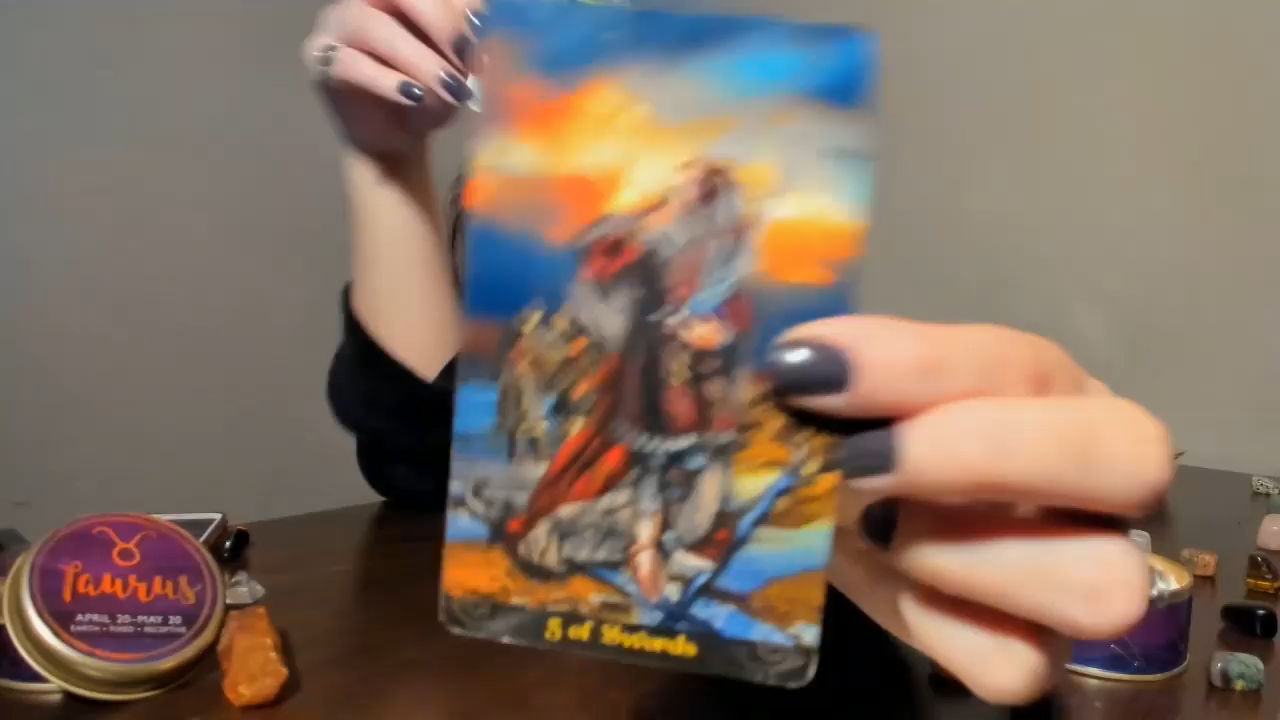 Taurus
APRIL 20-MAY 20
EARTH • FIXED • RECEPTIVE
5 of Swords